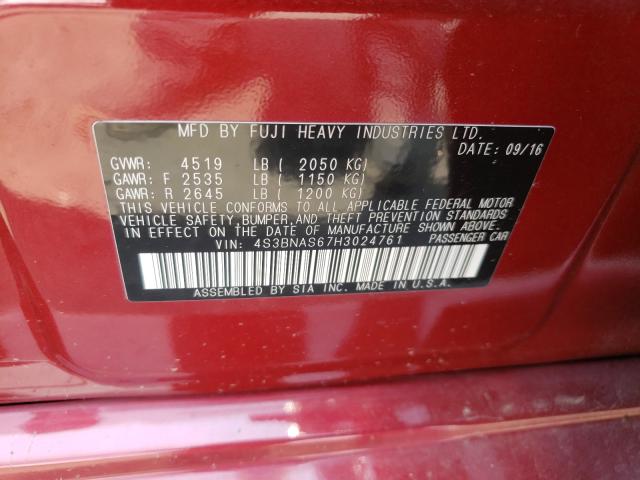 MFD BY FUJI HEAVY INDUSTRIES LTD.
DATE: 09/16
GVWR: 4519 LB ( 2050 KG)
GAWR: F 2535 LB ( 1150 KG)
GAWR: R 2645 LB ( 1200 KG)
THIS VEHICLE CONFORMS TO ALL APPLICABLE FEDERAL MOTOR
VEHICLE SAFETY, BUMPER, AND THEFT PREVENTION STANDARDS
IN EFFECT ON THE DATE OF MANUFACTURE SHOWN ABOVE.
VIN: 4S3BNAS67H3024761 PASSENGER CAR
ASSEMBLED BY SIA INC. MADE IN U.S.A.